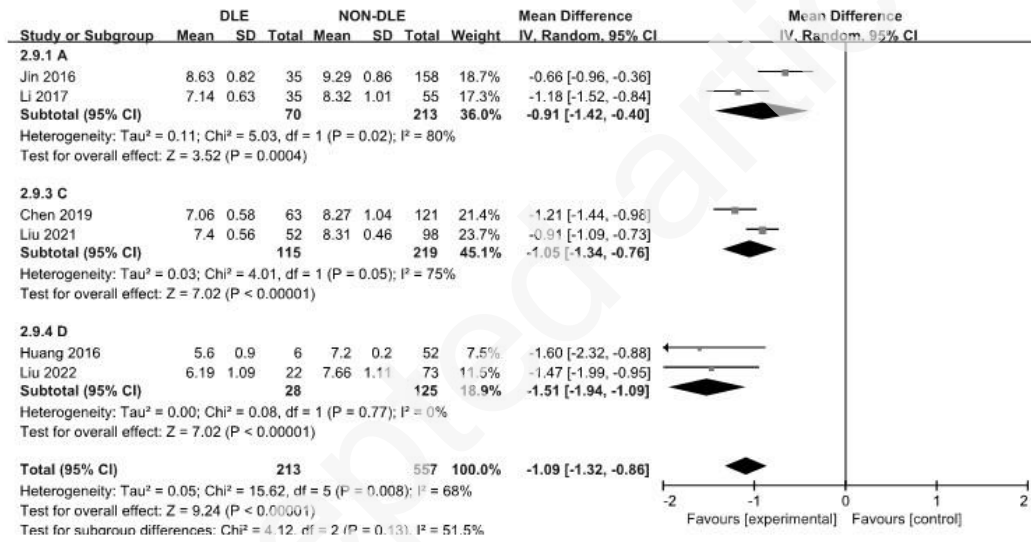 DLE NON-DLE Mean Difference Mean Difference
Study or Subgroup Mean SD Total Mean SD Total Weight IV, Random, 95% CI IV, Random, 95% CI
2.9.1 A
Jin 2016 8.63 0.82 35 9.29 0.86 158 18.7% -0.66 [-0.96, -0.36]
Li 2017 7.14 0.63 35 8.32 1.01 55 17.3% -1.18 [-1.52, -0.84]
Subtotal (95% CI) 70 213 36.0% -0.91 [-1.42, -0.40]
Heterogeneity: Tau² = 0.11; Chi² = 5.03, df = 1 (P = 0.02); I² = 80%
Test for overall effect: Z = 3.52 (P = 0.0004)
2.9.3 C
Chen 2019 7.06 0.58 63 8.27 1.04 121 21.4% -1.21 [-1.44, -0.98]
Liu 2021 7.4 0.56 52 8.31 0.46 98 23.7% -0.91 [-1.09, -0.73]
Subtotal (95% CI) 115 219 45.1% -1.05 [-1.34, -0.76]
Heterogeneity: Tau² = 0.03; Chi² = 4.01, df = 1 (P = 0.05); I² = 75%
Test for overall effect: Z = 7.02 (P < 0.00001)
2.9.4 D
Huang 2016 5.6 0.9 6 7.2 0.2 52 7.5% -1.60 [-2.32, -0.88]
Liu 2022 6.19 1.09 22 7.66 1.11 73 11.5% -1.47 [-1.99, -0.95]
Subtotal (95% CI) 28 125 18.9% -1.51 [-1.94, -1.09]
Heterogeneity: Tau² = 0.00; Chi² = 0.08, df = 1 (P = 0.77); I² = 0%
Test for overall effect: Z = 7.02 (P < 0.00001)
Total (95% CI) 213 557 100.0% -1.09 [-1.32, -0.86]
Heterogeneity: Tau² = 0.05; Chi² = 15.62, df = 5 (P = 0.008); I² = 68%
Test for overall effect: Z = 9.24 (P < 0.00001)
Test for subgroup differences: Chi² = 4.12, df = 2 (P = 0.13), I² = 51.5%
-2 -1 0 1 2
Favours [experimental] Favours [control]